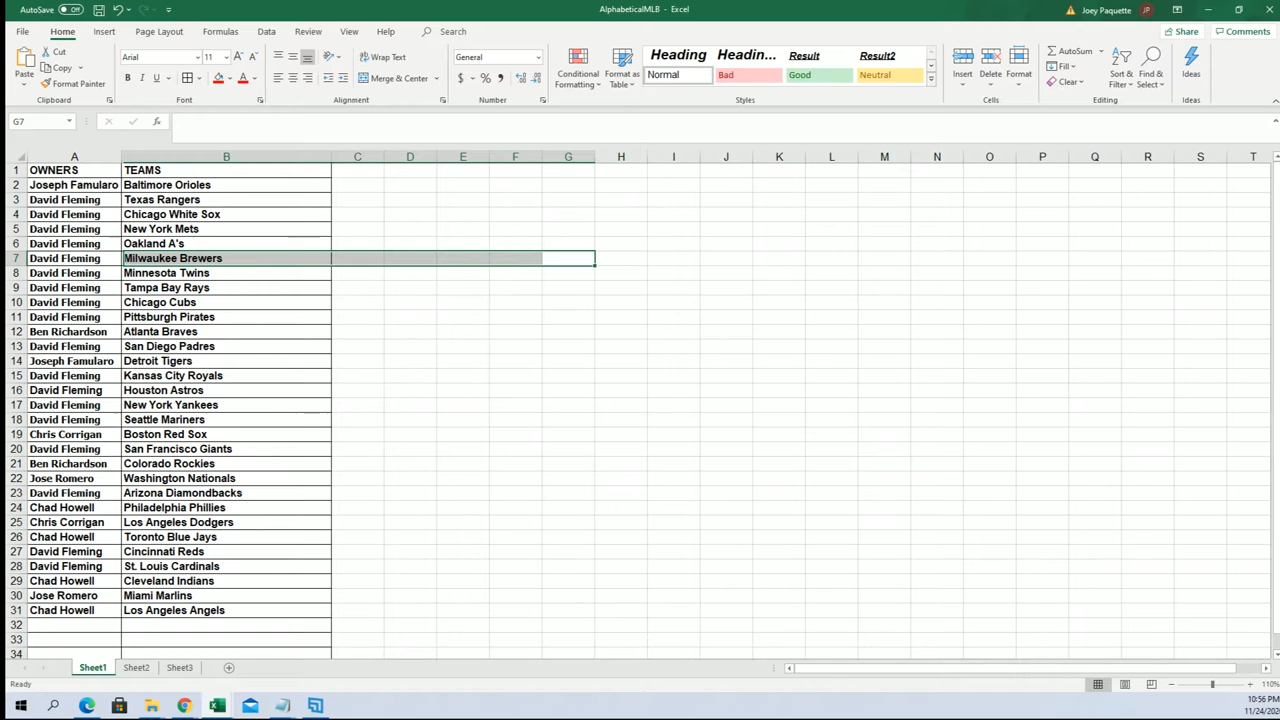 AutoSave Off AlphabeticalMLB - Excel Joey Paquette JP
File Home Insert Page Layout Formulas Data Review View Help Search Share Comments
Paste Cut Copy Format Painter Clipboard
Arial 11 A A B I U A Font
ab Wrap Text Merge & Center Alignment
General $ % , Number
Conditional Formatting Format as Table Heading Headin... Result Result2
Normal Bad Good Neutral Styles
Insert Delete Format Cells
AutoSum Fill Clear Sort & Filter Find & Select Editing
Ideas Ideas
G7 fx
A B C D E F G H I J K L M N O P Q R S T
1 OWNERS TEAMS
2 Joseph Famularo Baltimore Orioles
3 David Fleming Texas Rangers
4 David Fleming Chicago White Sox
5 David Fleming New York Mets
6 David Fleming Oakland A's
7 David Fleming Milwaukee Brewers
8 David Fleming Minnesota Twins
9 David Fleming Tampa Bay Rays
10 David Fleming Chicago Cubs
11 David Fleming Pittsburgh Pirates
12 Ben Richardson Atlanta Braves
13 David Fleming San Diego Padres
14 Joseph Famularo Detroit Tigers
15 David Fleming Kansas City Royals
16 David Fleming Houston Astros
17 David Fleming New York Yankees
18 David Fleming Seattle Mariners
19 Chris Corrigan Boston Red Sox
20 David Fleming San Francisco Giants
21 Ben Richardson Colorado Rockies
22 Jose Romero Washington Nationals
23 David Fleming Arizona Diamondbacks
24 Chad Howell Philadelphia Phillies
25 Chris Corrigan Los Angeles Dodgers
26 Chad Howell Toronto Blue Jays
27 David Fleming Cincinnati Reds
28 David Fleming St. Louis Cardinals
29 Chad Howell Cleveland Indians
30 Jose Romero Miami Marlins
31 Chad Howell Los Angeles Angels
32
33
34
Sheet1 Sheet2 Sheet3
Ready 110%
10:56 PM
11/24/20